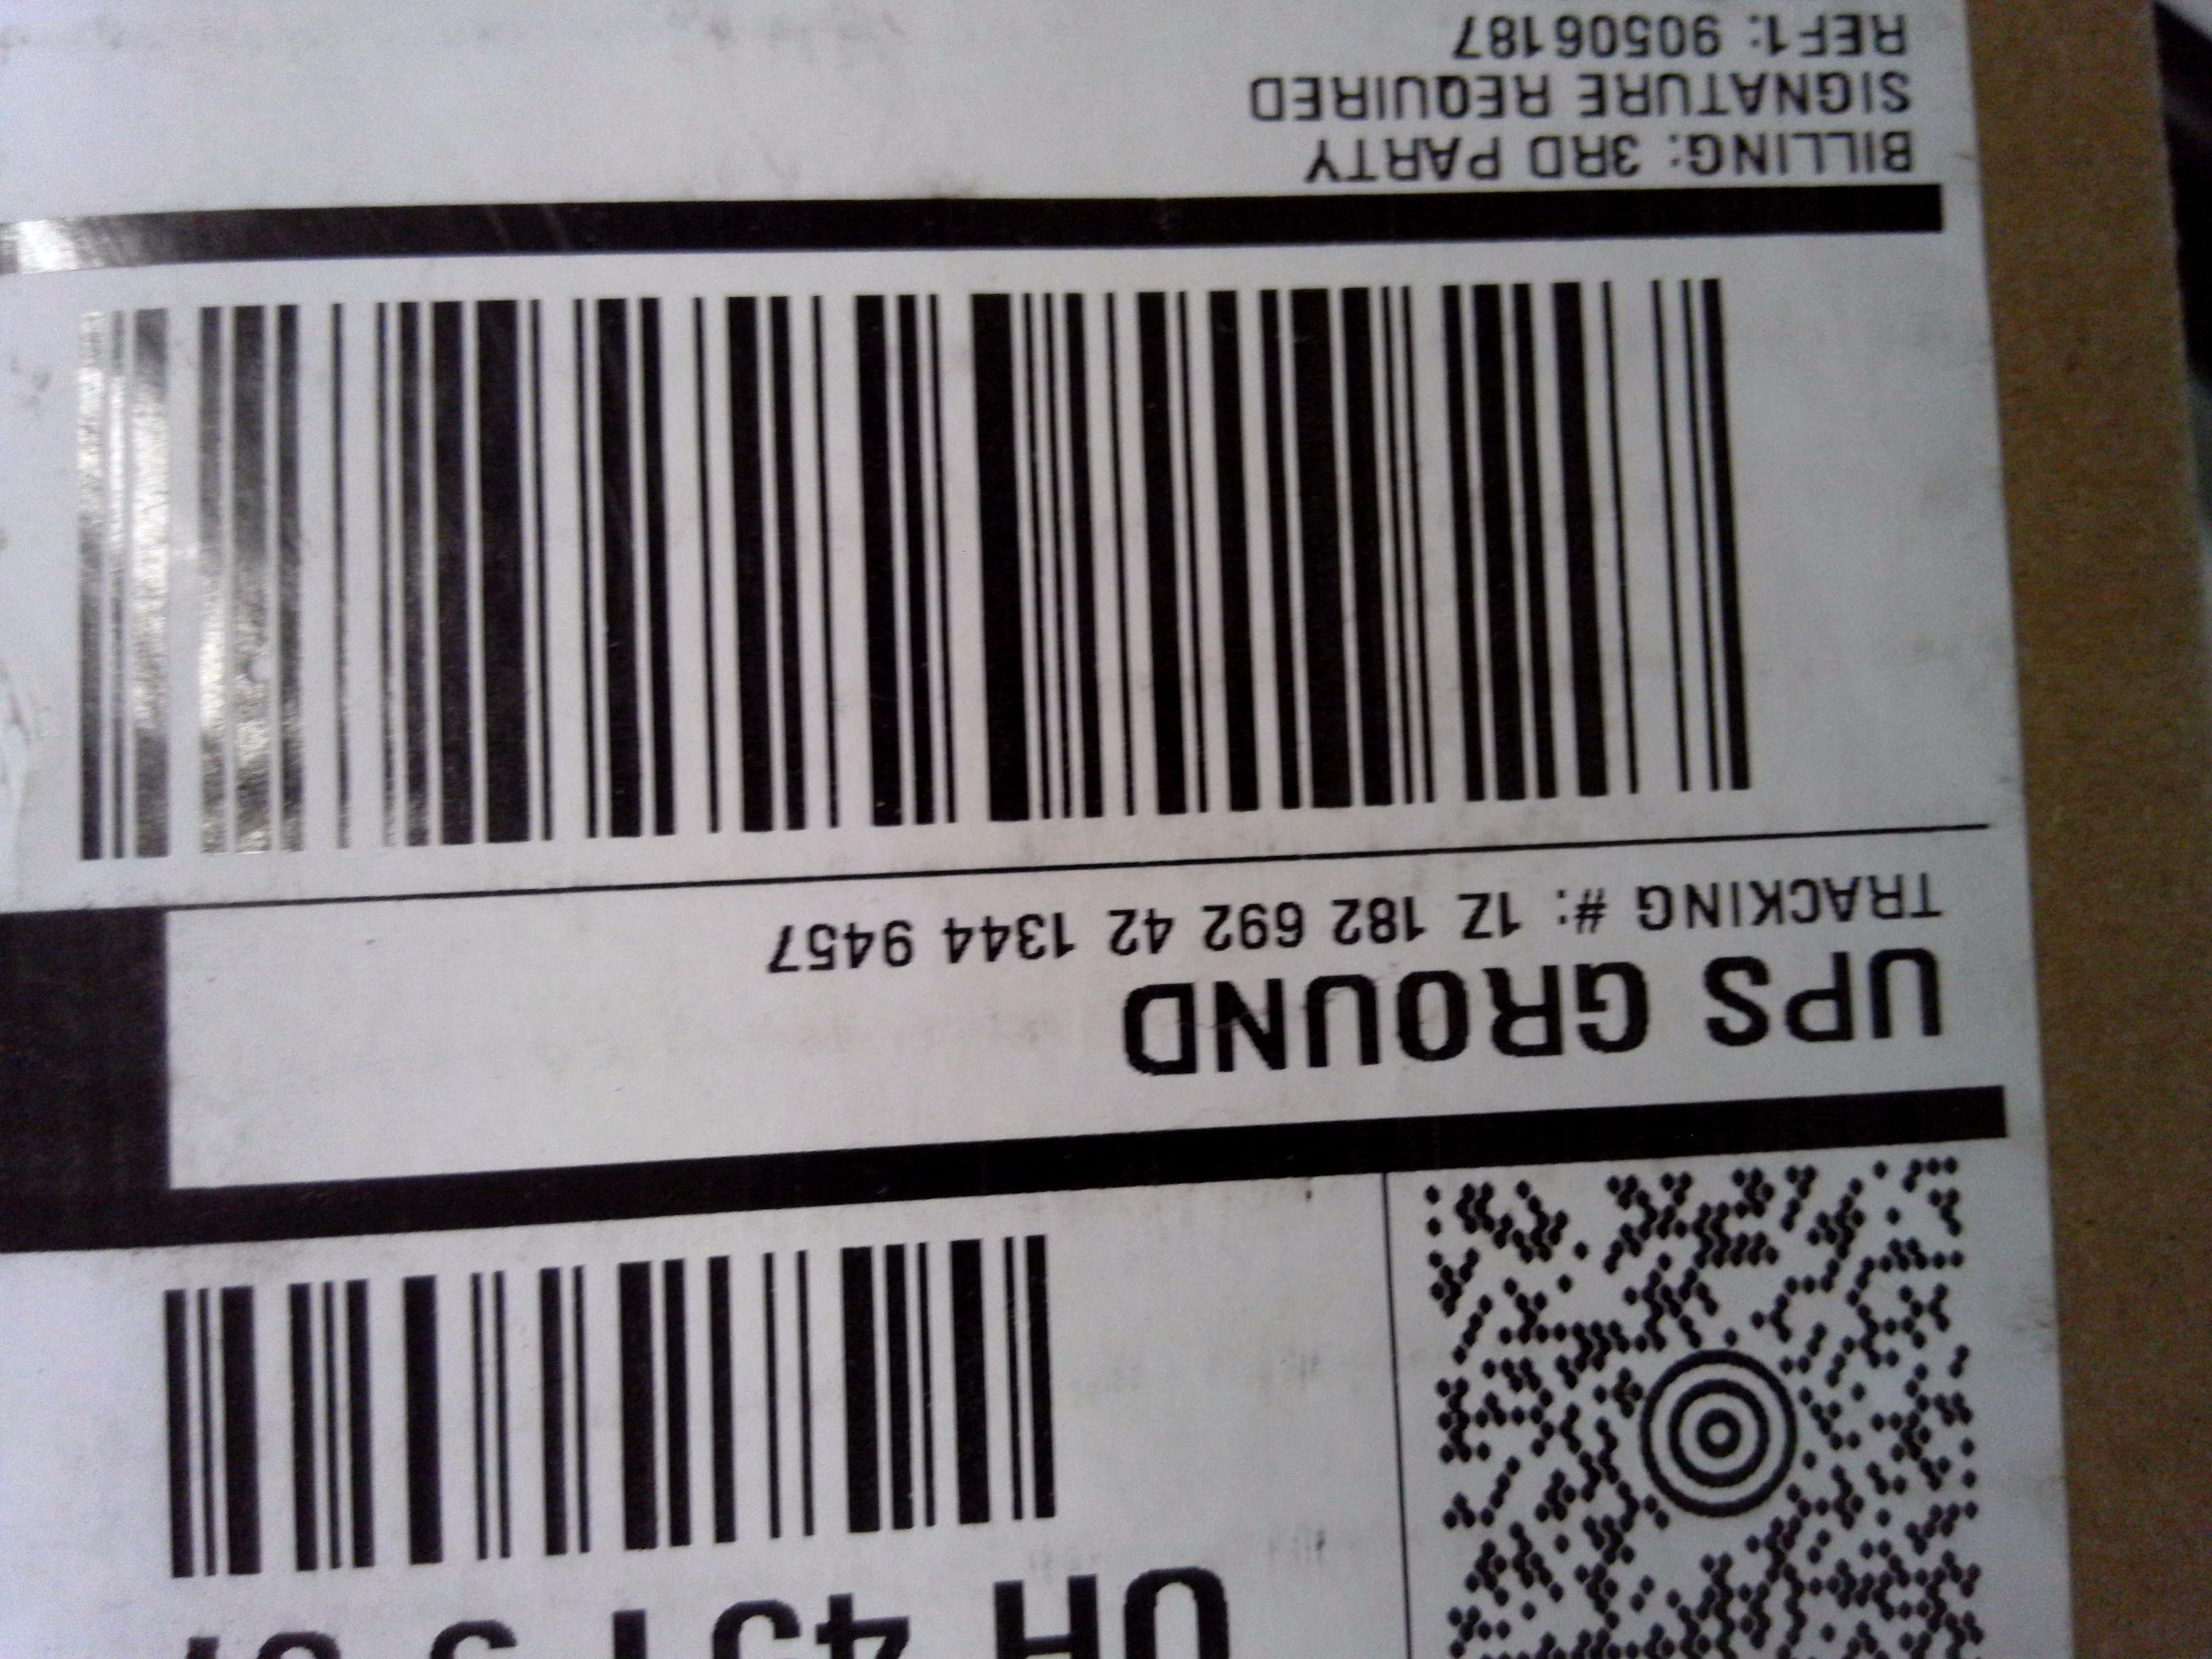 UPS GROUND
TRACKING #: 1Z 182 692 42 1344 9457
BILLING: 3RD PARTY
SIGNATURE REQUIRED
REF1: 90506187